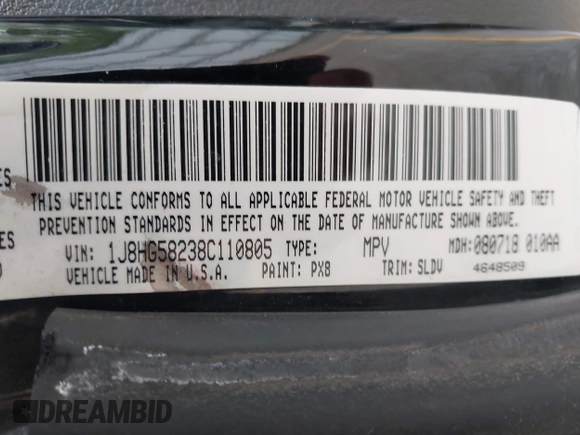 THIS VEHICLE CONFORMS TO ALL APPLICABLE FEDERAL MOTOR VEHICLE SAFETY AND THEFT
PREVENTION STANDARDS IN EFFECT ON THE DATE OF MANUFACTURE SHOWN ABOVE.
VIN: 1J8HG58238C110805 TYPE: MPV MDH: 080718 010AA
VEHICLE MADE IN U.S.A. PAINT: PX8 TRIM: SLDV 4648509
DREAMBID